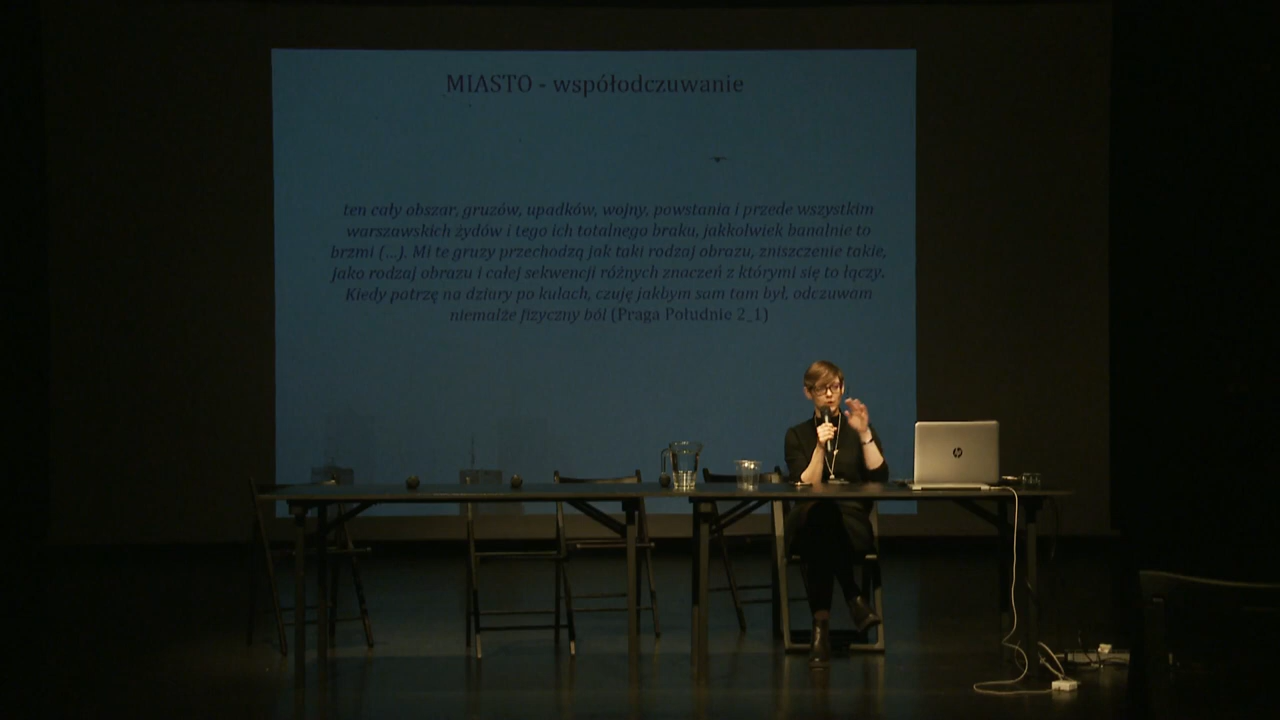 MIASTO - współodczuwanie
ten cały obszar, gruzów, upadków, wojny, powstania i przede wszystkim
warszawskich żydów i tego ich totalnego braku, jakkolwiek banalnie to
brzmi (...). Mi te gruzy przechodzą jak taki rodzaj obrazu, zniszczenie takie,
jako rodzaj obrazu i całej sekwencji różnych znaczeń z którymi się to łączy.
Kiedy patrzę na dziury po kulach, czuję jakbym sam tam był, odczuwam
niemalże fizyczny ból (Praga Południe 2_1)
hp